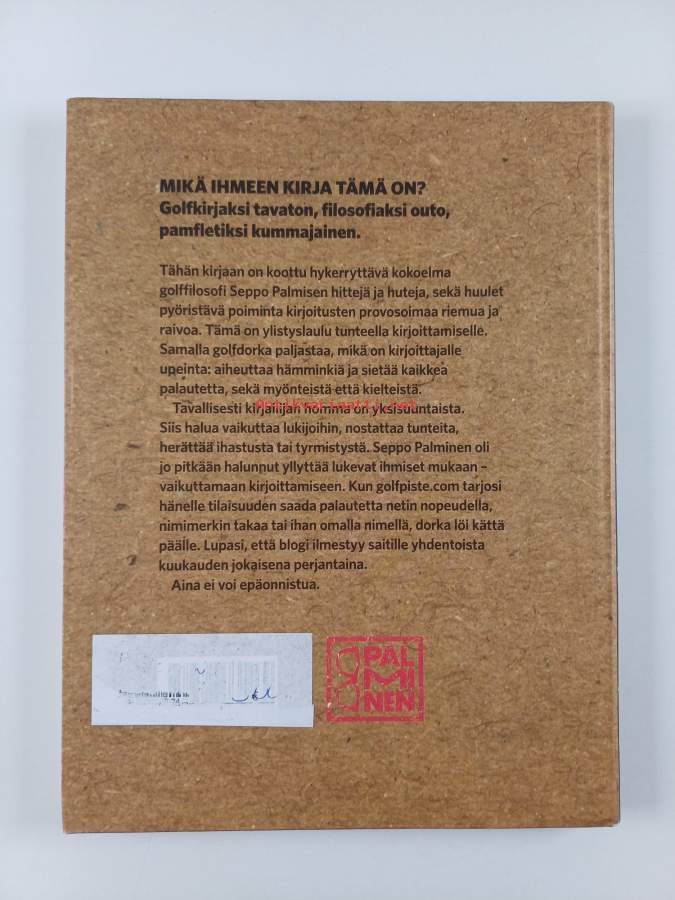 MIKÄ IHMEEN KIRJA TÄMÄ ON?
Golfkirjaksi tavaton, filosofiaksi outo,
pamfletiksi kummajainen.
Tähän kirjaan on koottu hykerryttävä kokoelma
golffilosofi Seppo Palmisen hittejä ja huteja, sekä huulet
pyöristävä poiminta kirjoitusten provosoimaa riemua ja
raivoa. Tämä on ylistyslaulu tunteella kirjoittamiselle.
Samalla golfdorka paljastaa, mikä on kirjoittajalle
upeinta: aiheuttaa hämminkiä ja sietää kaikkea
palautetta, sekä myönteistä että kielteistä.
Antikvariaatti.net
Tavallisesti kirjailijan homma on yksisuuntaista.
Siis halua vaikuttaa lukijoihin, nostattaa tunteita,
herättää ihastusta tai tyrmistystä. Seppo Palminen oli
jo pitkään halunnut yllyttää lukevat ihmiset mukaan –
vaikuttamaan kirjoittamiseen. Kun golfpiste.com tarjosi
hänelle tilaisuuden saada palautetta netin nopeudella,
nimimerkin takaa tai ihan omalla nimellä, dorka löi kättä
päälle. Lupasi, että blogi ilmestyy saitille yhdentoista
kuukauden jokaisena perjantaina.
Aina ei voi epäonnistua.
PAL
MI
NEN